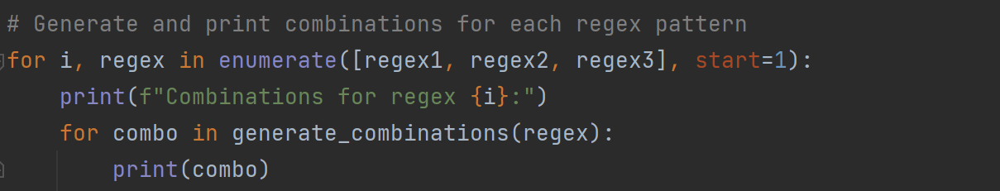 # Generate and print combinations for each regex pattern
for i, regex in enumerate([regex1, regex2, regex3], start=1):
    print(f"Combinations for regex {i}:")
    for combo in generate_combinations(regex):
        print(combo)